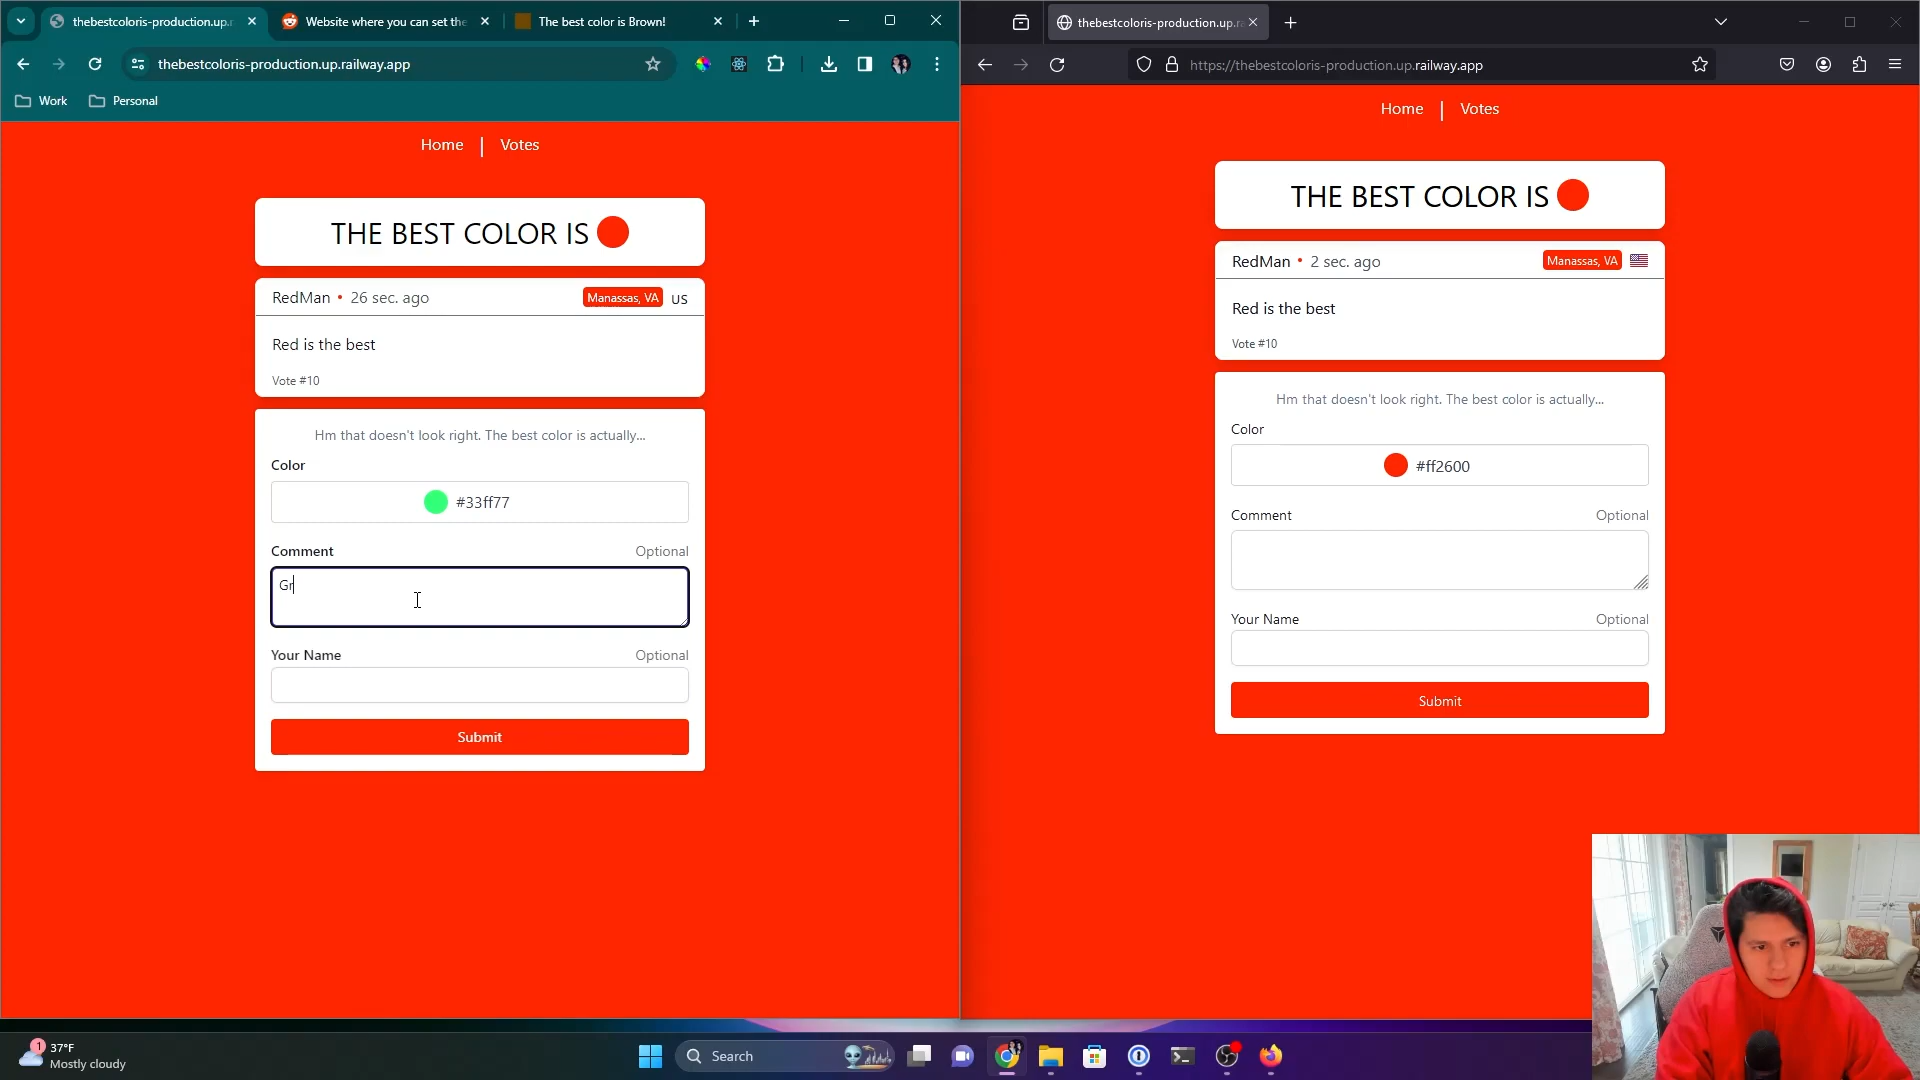 thebestcoloris-production.up.r
Website where you can set the
The best color is Brown!
thebestcoloris-production.up.railway.app
Work
Personal
Home | Votes
THE BEST COLOR IS
RedMan • 26 sec. ago
Manassas, VA
US
Red is the best
Vote #10
Hm that doesn't look right. The best color is actually...
Color
#33ff77
Comment
Optional
Gr
Your Name
Optional
Submit
thebestcoloris-production.up.ra
https://thebestcoloris-production.up.railway.app
Home | Votes
THE BEST COLOR IS
RedMan • 2 sec. ago
Manassas, VA
Red is the best
Vote #10
Hm that doesn't look right. The best color is actually...
Color
#ff2600
Comment
Optional
Your Name
Optional
Submit
1
37°F
Mostly cloudy
Search